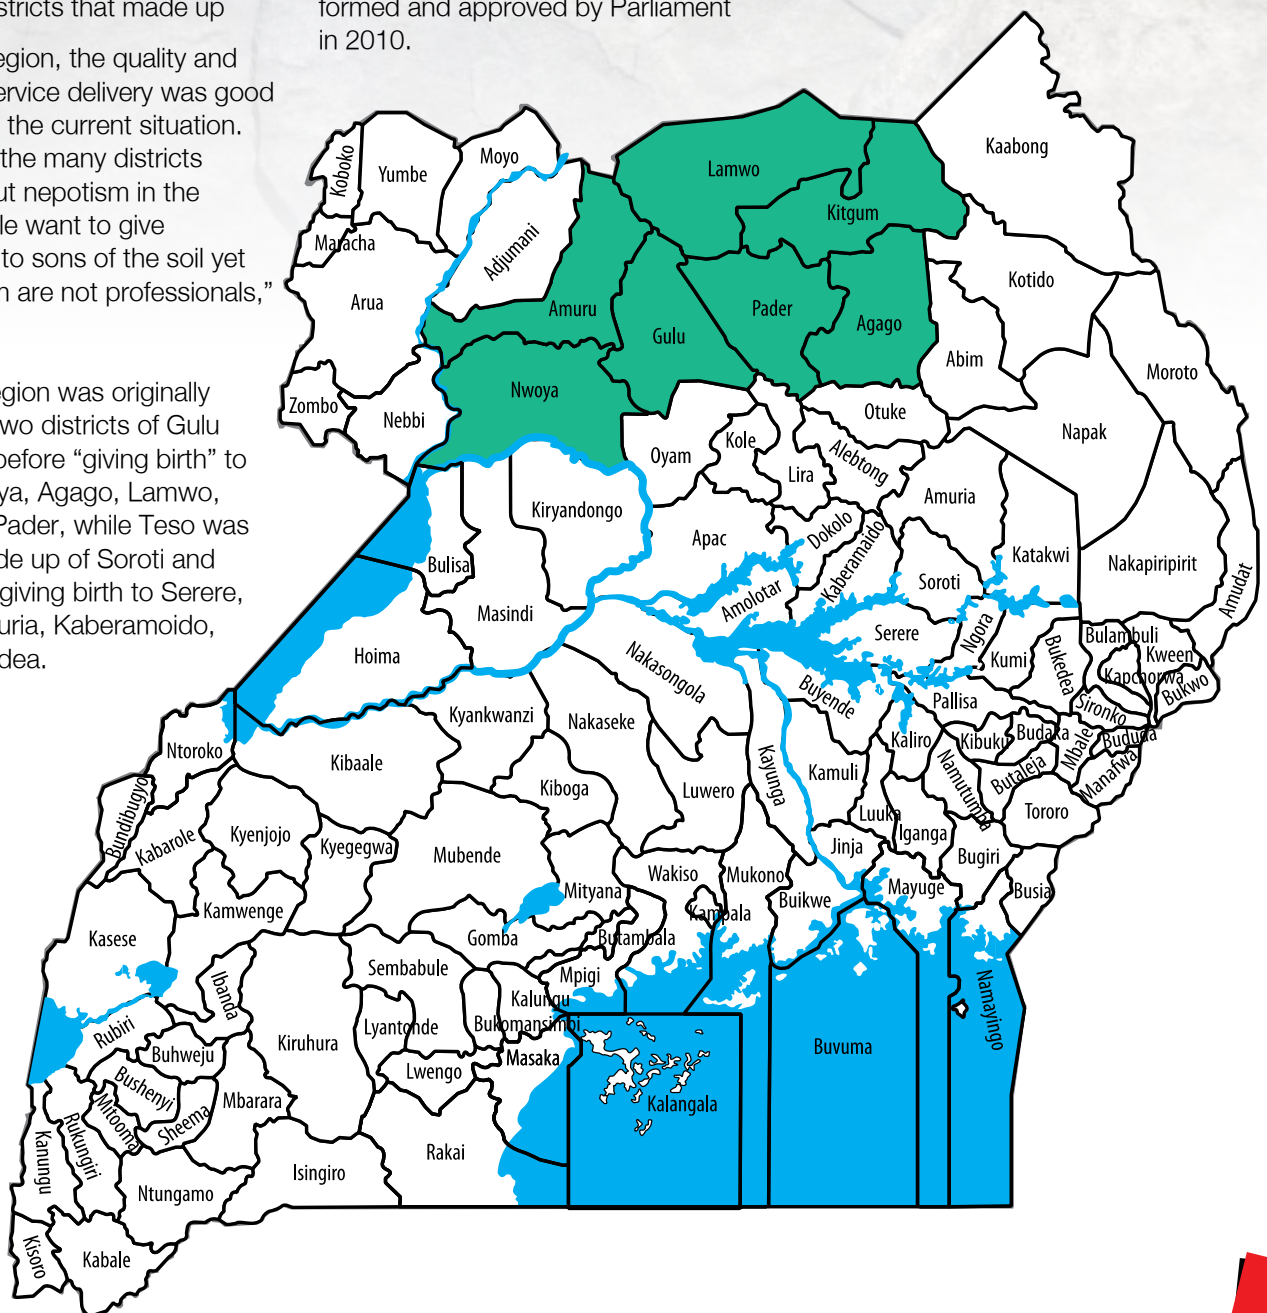 stricts that made up
egion, the quality and
ervice delivery was good
the current situation.
the many districts
ut nepotism in the
le want to give
to sons of the soil yet
n are not professionals,”
egion was originally
wo districts of Gulu
before “giving birth” to
ya, Agago, Lamwo,
Pader, while Teso was
de up of Soroti and
giving birth to Serere,
uria, Kaberamoido,
dea.
formed and approved by Parliament
in 2010.
Kaabong
Koboko
Yumbe
Moyo
Lamwo
Kitgum
Maracha
Adjumani
Kotido
Arua
Amuru
Gulu
Pader
Agago
Abim
Moroto
Zombo
Nebbi
Nwoya
Otuke
Napak
Oyam
Kole
Lira
Alebtong
Amuria
Kiryandongo
Apac
Dokolo
Kaberamaido
Katakwi
Nakapiripirit
Amudat
Bulisa
Masindi
Amolotar
Soroti
Serere
Ngora
Kumi
Bukedea
Bulambuli
Kween
Kapchorwa
Bukwo
Hoima
Nakasongola
Buyende
Pallisa
Sironko
Kyankwanzi
Nakaseke
Kaliro
Kibuku
Budaka
Mbale
Bududa
Manafwa
Ntoroko
Kibaale
Kiboga
Luwero
Kayunga
Kamuli
Namutumba
Butaleja
Tororo
Bundibugyo
Kabarole
Kyenjojo
Kyegegwa
Mubende
Luuka
Iganga
Jinja
Bugiri
Busia
Mityana
Wakiso
Mukono
Buikwe
Mayuge
Kamwenge
Kampala
Kasese
Gomba
Butambala
Ibanda
Sembabule
Mpigi
Kalungu
Namayingo
Rubiri
Kiruhura
Lyantonde
Bukomansimbi
Buhweju
Masaka
Buvuma
Bushenyi
Lwengo
Mitooma
Sheema
Mbarara
Kalangala
Rukungiri
Kanungu
Rakai
Isingiro
Ntungamo
Kisoro
Kabale